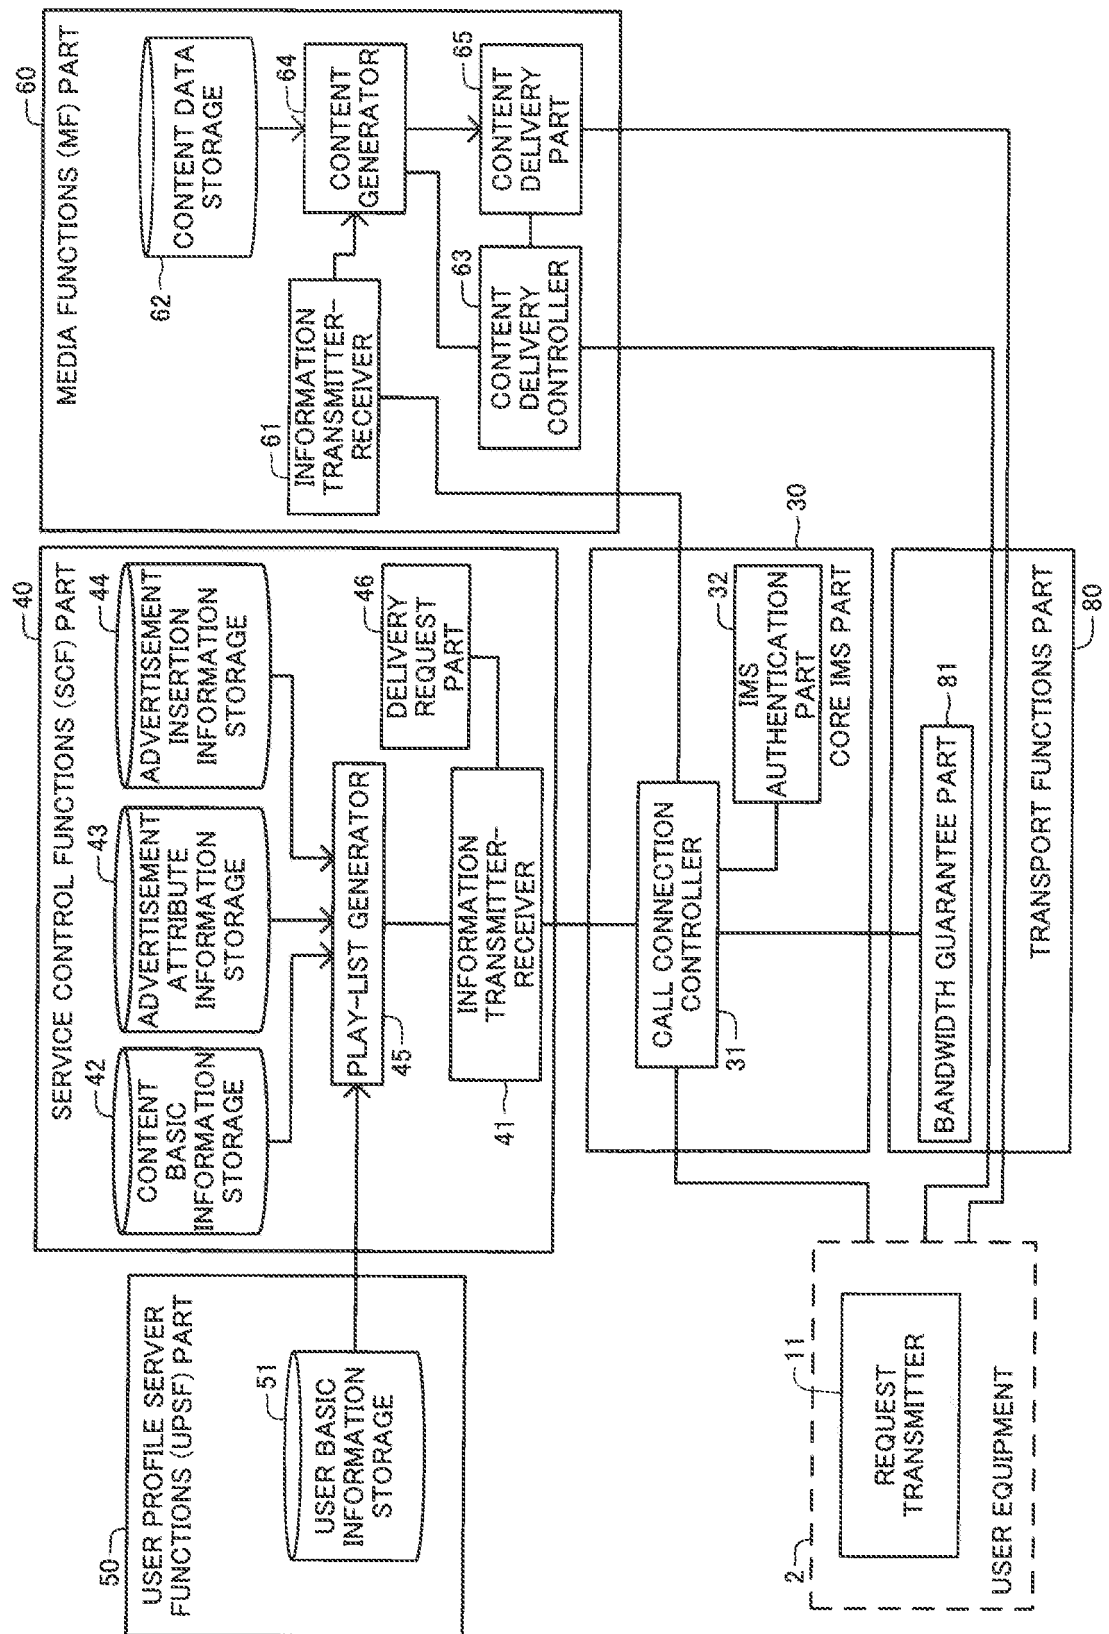 50
USER PROFILE SERVER
FUNCTIONS (UPSF) PART
51
USER BASIC
INFORMATION
STORAGE
40
SERVICE CONTROL FUNCTIONS (SCF) PART
42
CONTENT
BASIC
INFORMATION
STORAGE
43
ADVERTISEMENT
ATTRIBUTE
INFORMATION
STORAGE
44
ADVERTISEMENT
INSERTION
INFORMATION
STORAGE
PLAY-LIST GENERATOR
45
46
DELIVERY
REQUEST
PART
INFORMATION
TRANSMITTER-
RECEIVER
41
60
MEDIA FUNCTIONS (MF) PART
62
CONTENT DATA
STORAGE
61
INFORMATION
TRANSMITTER-
RECEIVER
64
CONTENT
GENERATOR
63
CONTENT
DELIVERY
CONTROLLER
65
CONTENT
DELIVERY
PART
30
CALL CONNECTION
CONTROLLER
31
32
IMS
AUTHENTICATION
PART
CORE IMS PART
BANDWIDTH GUARANTEE PART
81
TRANSPORT FUNCTIONS PART
80
2
11
REQUEST
TRANSMITTER
USER EQUIPMENT